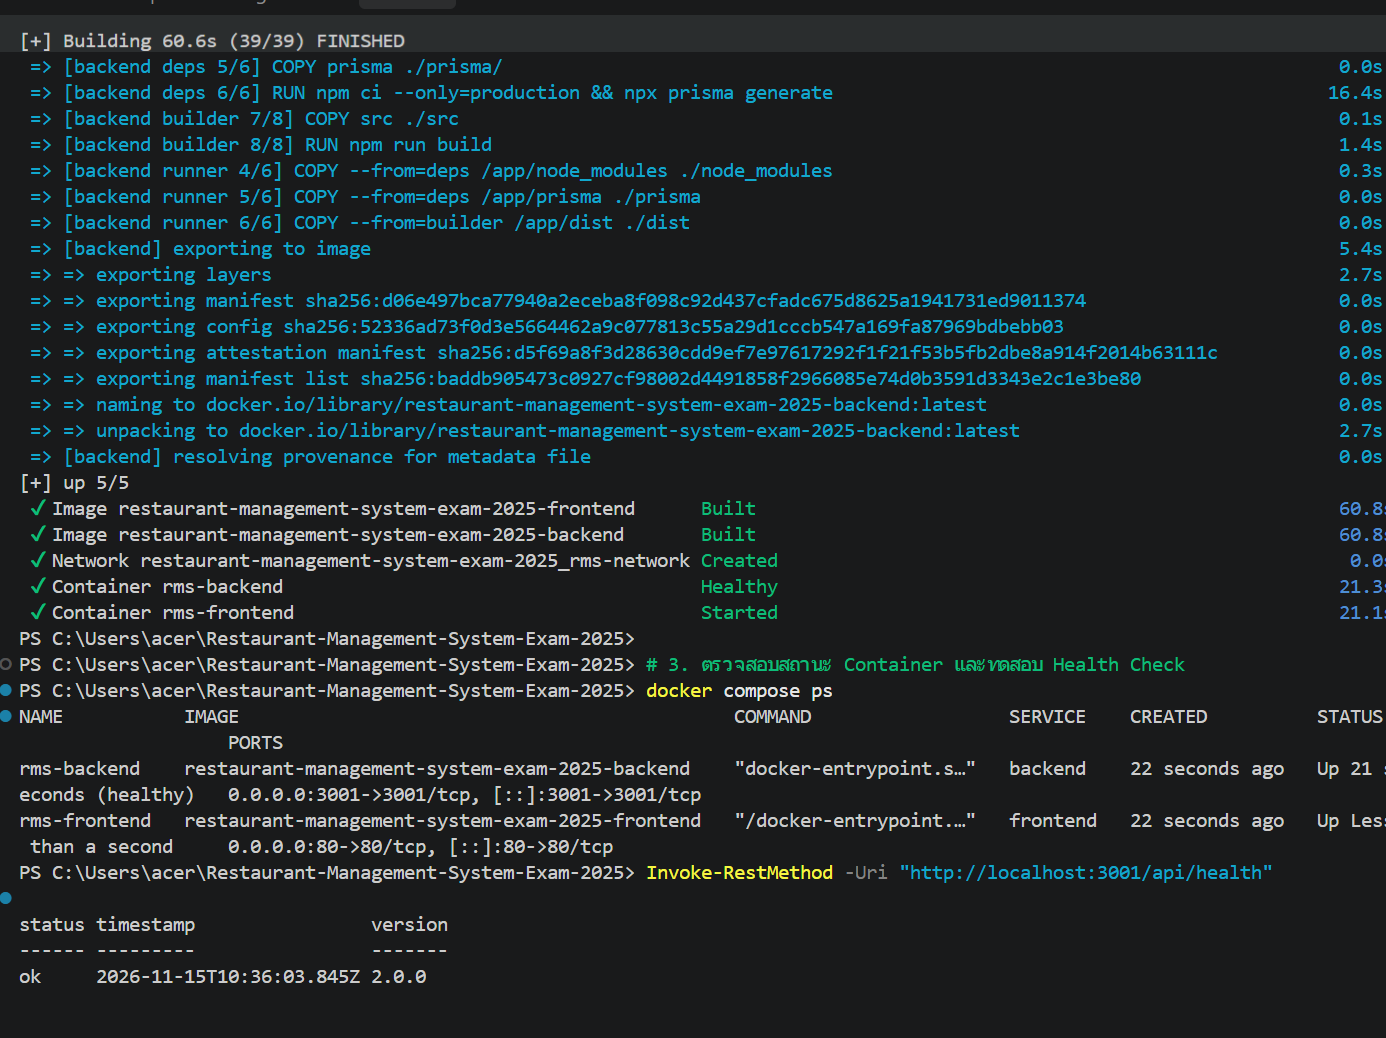 [+] Building 60.6s (39/39) FINISHED
=> [backend deps 5/6] COPY prisma ./prisma/ 0.0s
=> [backend deps 6/6] RUN npm ci --only=production && npx prisma generate 16.4s
=> [backend builder 7/8] COPY src ./src 0.1s
=> [backend builder 8/8] RUN npm run build 1.4s
=> [backend runner 4/6] COPY --from=deps /app/node_modules ./node_modules 0.3s
=> [backend runner 5/6] COPY --from=deps /app/prisma ./prisma 0.0s
=> [backend runner 6/6] COPY --from=builder /app/dist ./dist 0.0s
=> [backend] exporting to image 5.4s
=> => exporting layers 2.7s
=> => exporting manifest sha256:d06e497bca77940a2eceba8f098c92d437cfadc675d8625a1941731ed9011374 0.0s
=> => exporting config sha256:52336ad73f0d3e5664462a9c077813c55a29d1cccb547a169fa87969bdbebb03 0.0s
=> => exporting attestation manifest sha256:d5f69a8f3d28630cdd9ef7e97617292f1f21f53b5fb2dbe8a914f2014b63111c 0.0s
=> => exporting manifest list sha256:baddb905473c0927cf98002d4491858f2966085e74d0b3591d3343e2c1e3be80 0.0s
=> => naming to docker.io/library/restaurant-management-system-exam-2025-backend:latest 0.0s
=> => unpacking to docker.io/library/restaurant-management-system-exam-2025-backend:latest 2.7s
=> [backend] resolving provenance for metadata file 0.0s
[+] up 5/5
✓ Image restaurant-management-system-exam-2025-frontend Built 60.8s
✓ Image restaurant-management-system-exam-2025-backend Built 60.8s
✓ Network restaurant-management-system-exam-2025_rms-network Created 0.0s
✓ Container rms-backend Healthy 21.3s
✓ Container rms-frontend Started 21.1s
PS C:\Users\acer\Restaurant-Management-System-Exam-2025>
PS C:\Users\acer\Restaurant-Management-System-Exam-2025> # 3. ตรวจสอบสถานะ Container และทดสอบ Health Check
PS C:\Users\acer\Restaurant-Management-System-Exam-2025> docker compose ps
NAME IMAGE COMMAND SERVICE CREATED STATUS
PORTS
rms-backend restaurant-management-system-exam-2025-backend "docker-entrypoint.s…" backend 22 seconds ago Up 21 s
econds (healthy) 0.0.0.0:3001->3001/tcp, [::]:3001->3001/tcp
rms-frontend restaurant-management-system-exam-2025-frontend "/docker-entrypoint.…" frontend 22 seconds ago Up Less
than a second 0.0.0.0:80->80/tcp, [::]:80->80/tcp
PS C:\Users\acer\Restaurant-Management-System-Exam-2025> Invoke-RestMethod -Uri "http://localhost:3001/api/health"
status timestamp version
------ --------- -------
ok 2026-11-15T10:36:03.845Z 2.0.0